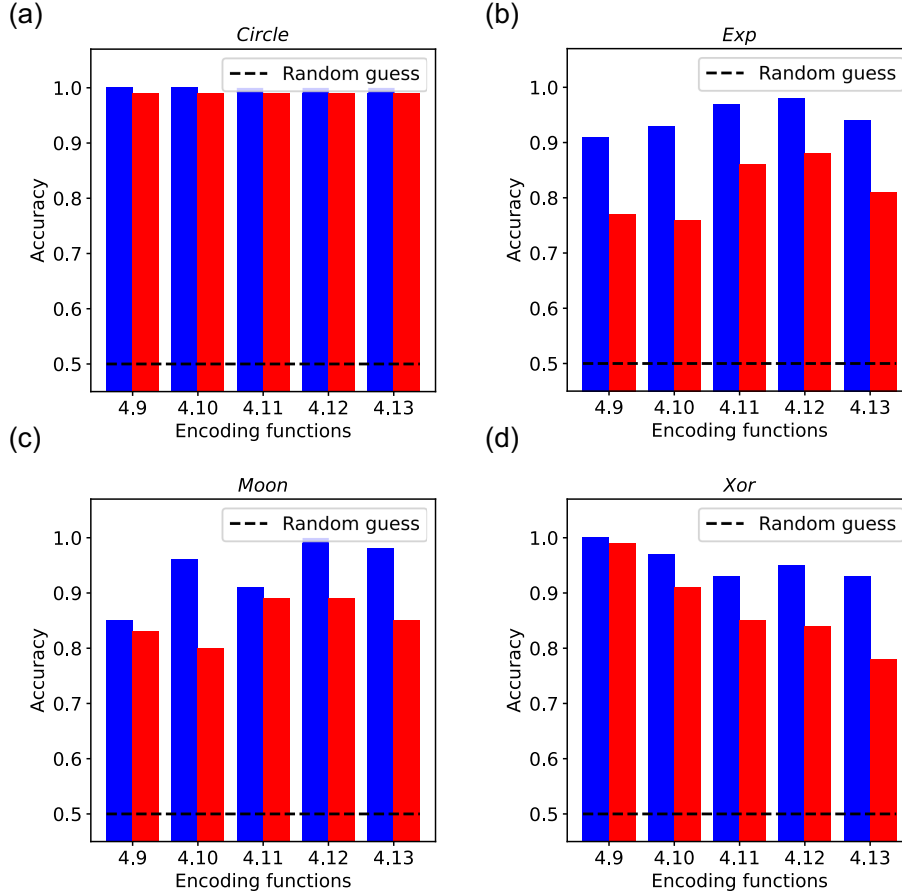 (a)
Circle
Random guess
Accuracy
1.0
0.9
0.8
0.7
0.6
0.5
4.9 4.10 4.11 4.12 4.13
Encoding functions
(b)
Exp
Random guess
Accuracy
1.0
0.9
0.8
0.7
0.6
0.5
4.9 4.10 4.11 4.12 4.13
Encoding functions
(c)
Moon
Random guess
Accuracy
1.0
0.9
0.8
0.7
0.6
0.5
4.9 4.10 4.11 4.12 4.13
Encoding functions
(d)
Xor
Random guess
Accuracy
1.0
0.9
0.8
0.7
0.6
0.5
4.9 4.10 4.11 4.12 4.13
Encoding functions